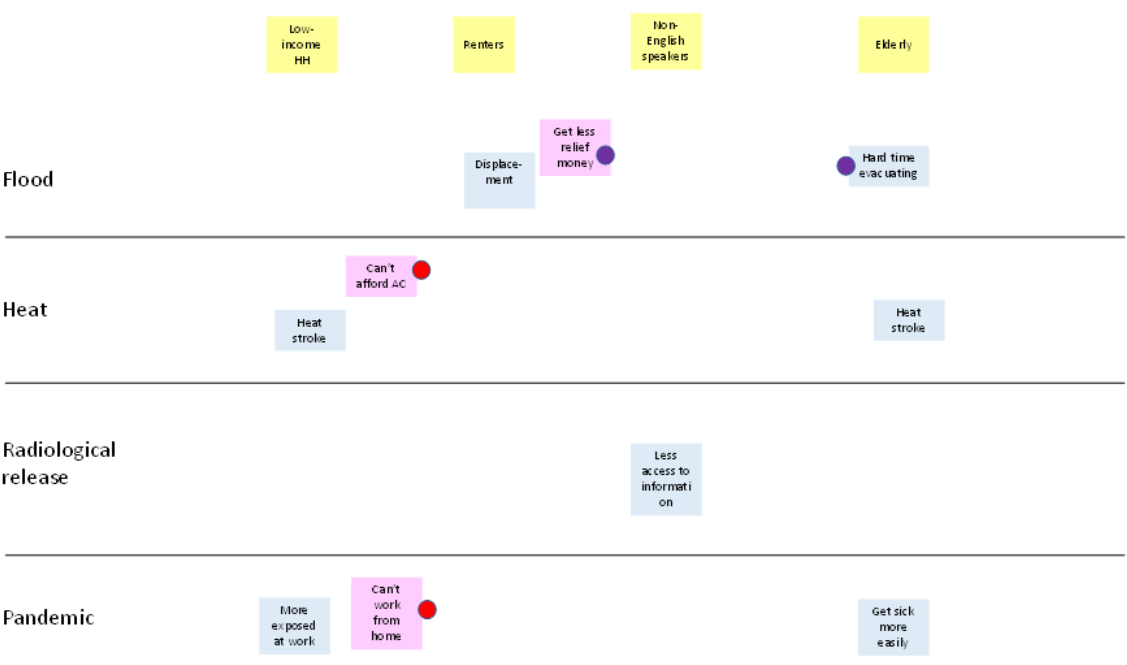 Low-
income
HH
Renters
Non-
English
speakers
Elderly
Flood
Displace-
ment
Get less
relief
money
Hard time
evacuating
Heat
Can't
afford AC
Heat
stroke
Heat
stroke
Radiological
release
Less
access to
informati
on
Pandemic
More
exposed
at work
Can't
work
from
home
Get sick
more
easily